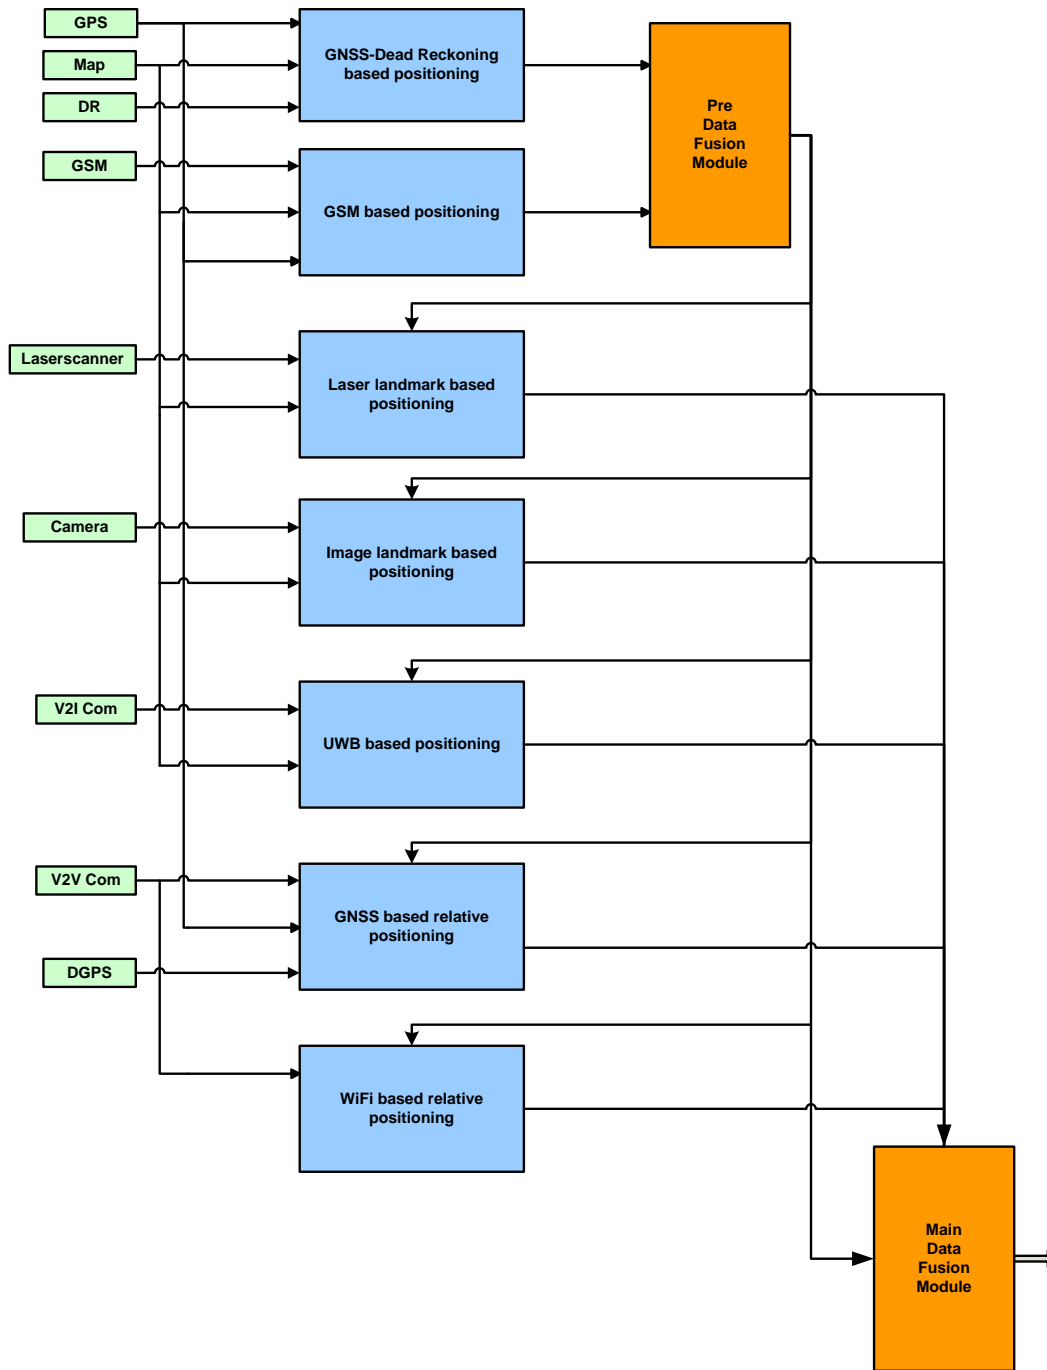 GPS
Map
DR
GNSS-Dead Reckoning
based positioning
Pre
Data
Fusion
Module
GSM
GSM based positioning
Laserscanner
Laser landmark based
positioning
Camera
Image landmark based
positioning
V2I Com
UWB based positioning
V2V Com
GNSS based relative
positioning
DGPS
WiFi based relative
positioning
Main
Data
Fusion
Module